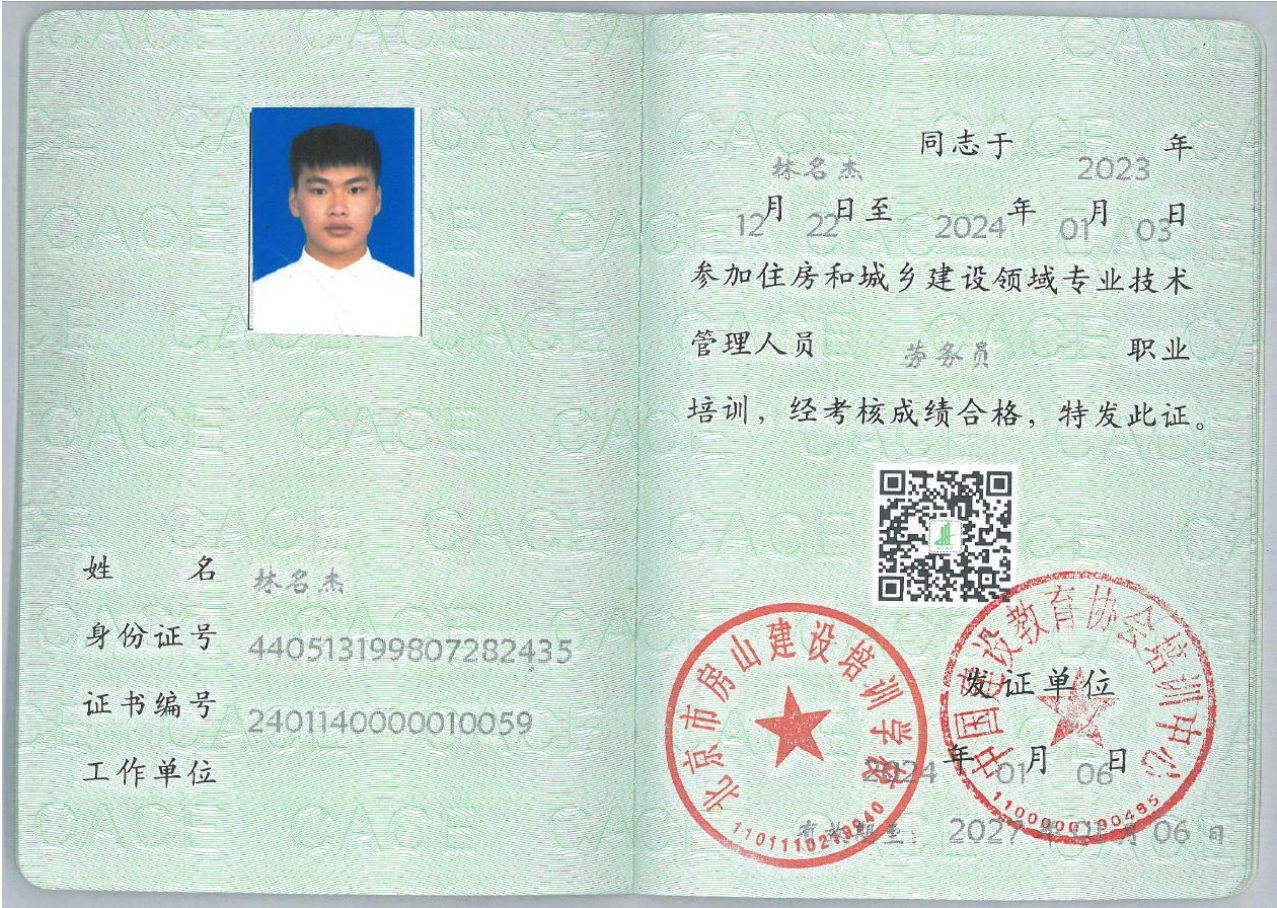 姓名 林名杰
身份证号 440513199807282435
证书编号 2401140000010059
工作单位
林名杰 同志于 2023 年
12 月 22 日至 2024 年 01 月 03 日
参加住房和城乡建设领域专业技术
管理人员 劳务员 职业
培训，经考核成绩合格，特发此证。
北京市房山建设培训学校
中国建设教育协会培训中心
发证单位
2024 年 01 月 06 日
有效期至： 2027 年 01 月 06 日
CACE